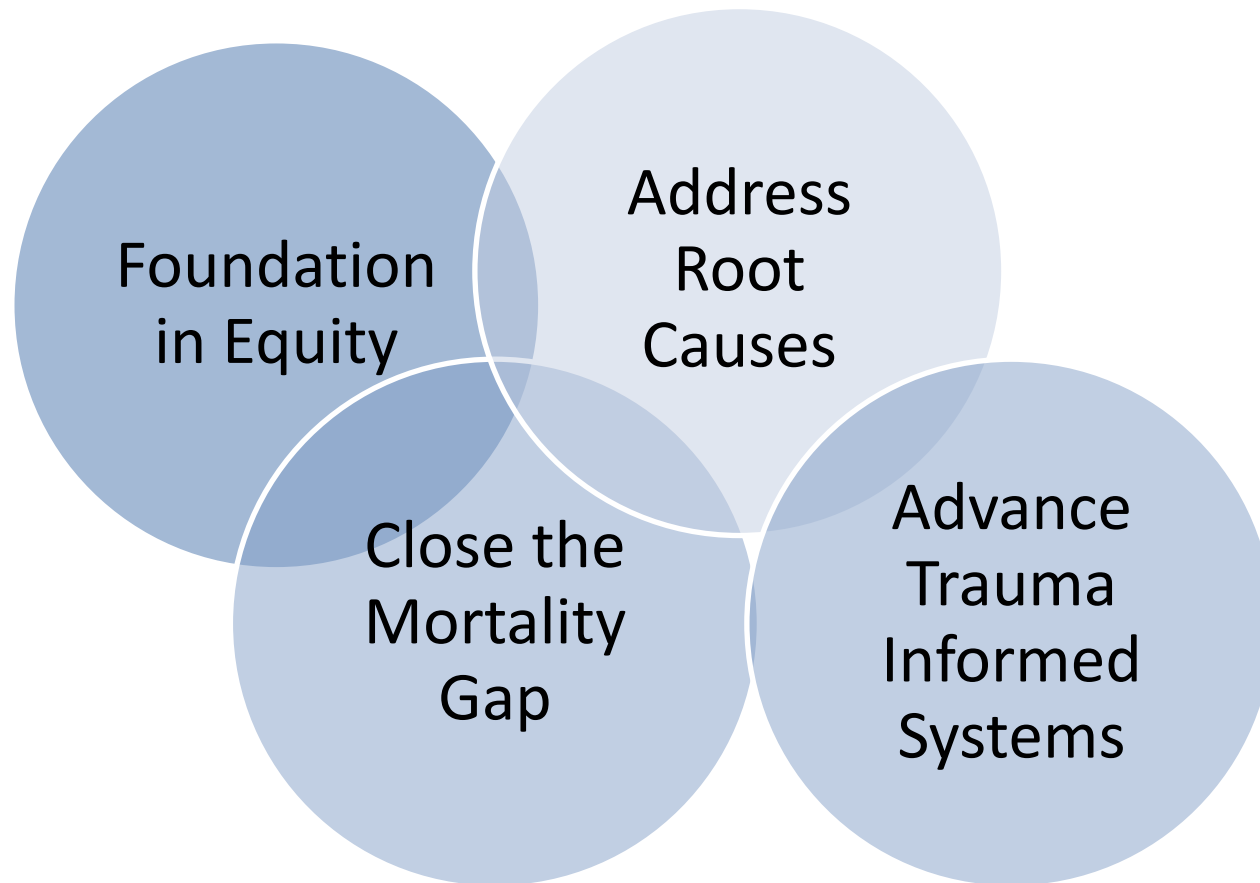 Foundation
in Equity
Address
Root
Causes
Close the
Mortality
Gap
Advance
Trauma
Informed
Systems